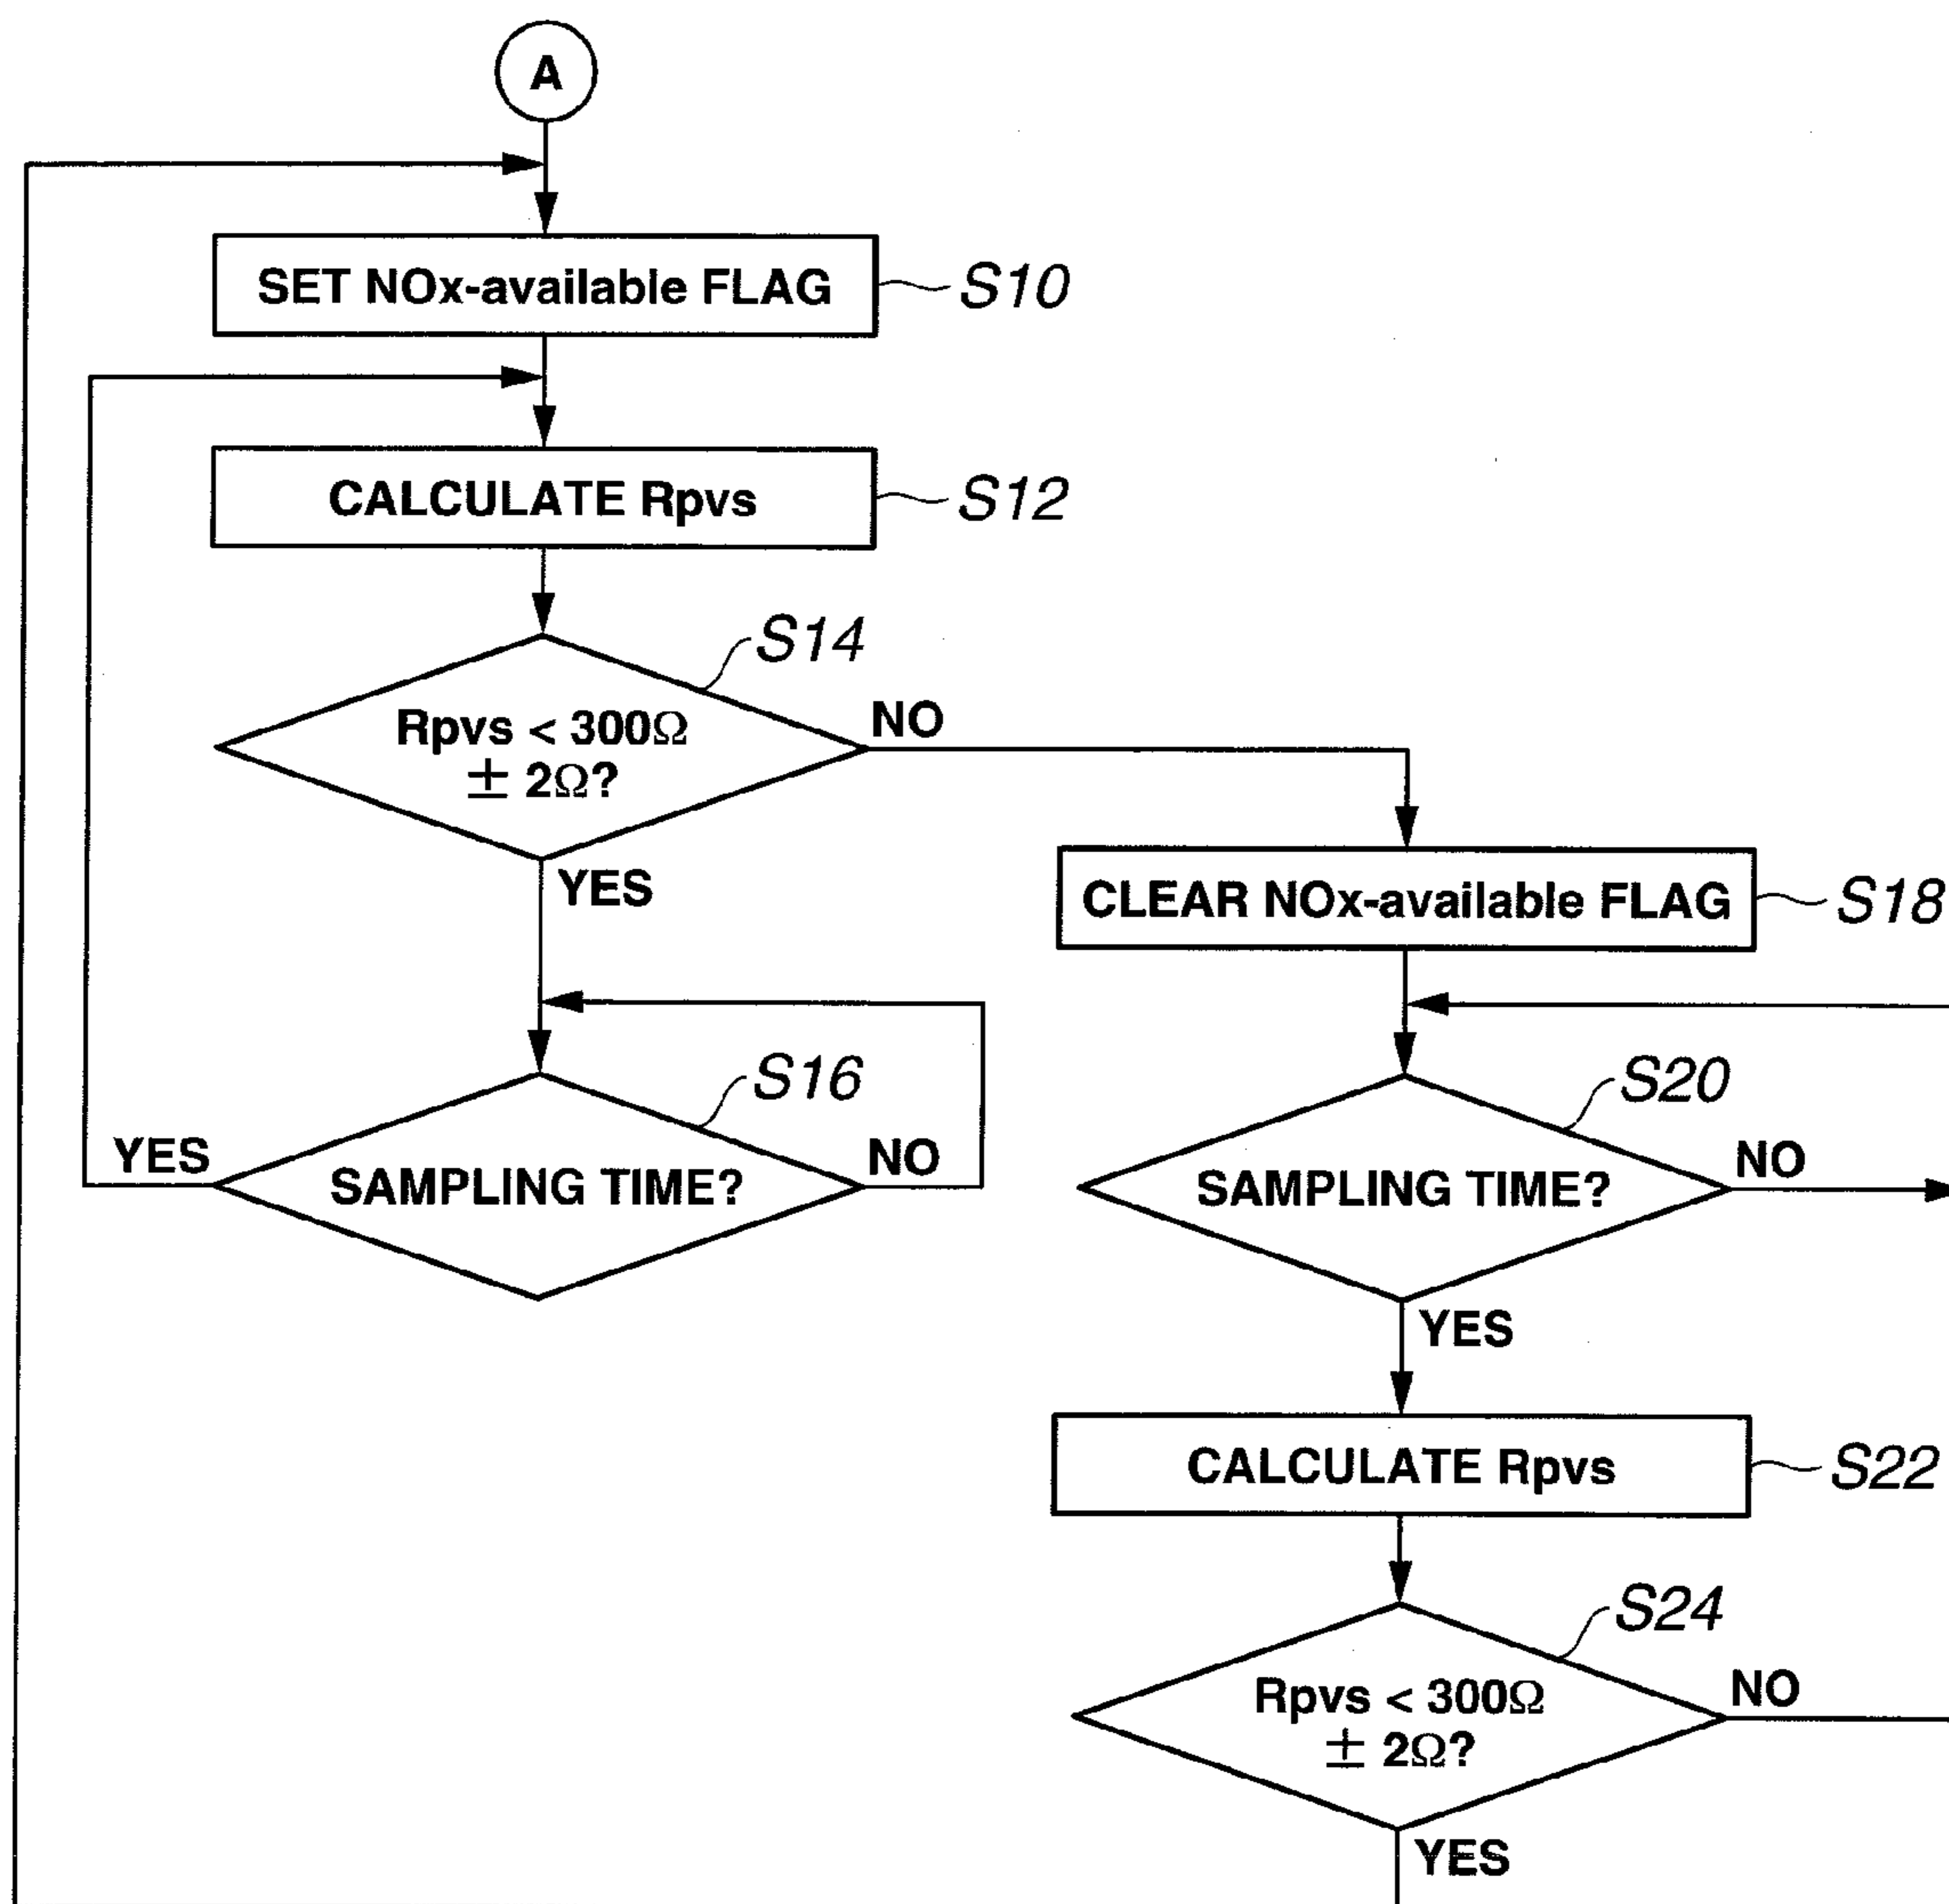 A
SET NOx-available FLAG
S10
CALCULATE Rpvs
S12
S14
Rpvs < 300Ω
± 2Ω?
NO
YES
CLEAR NOx-available FLAG
S18
S16
SAMPLING TIME?
YES
NO
S20
SAMPLING TIME?
NO
YES
CALCULATE Rpvs
S22
S24
Rpvs < 300Ω
± 2Ω?
NO
YES